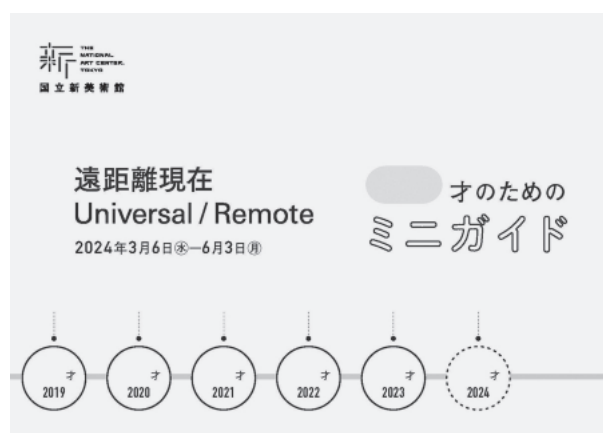 新
THE
NATIONAL
ART CENTER,
TOKYO
国立新美術館
遠距離現在
Universal / Remote
2024年3月6日㊌―6月3日㊊
才のための
ミニガイド
才 才 才 才 才 才
2019 2020 2021 2022 2023 2024